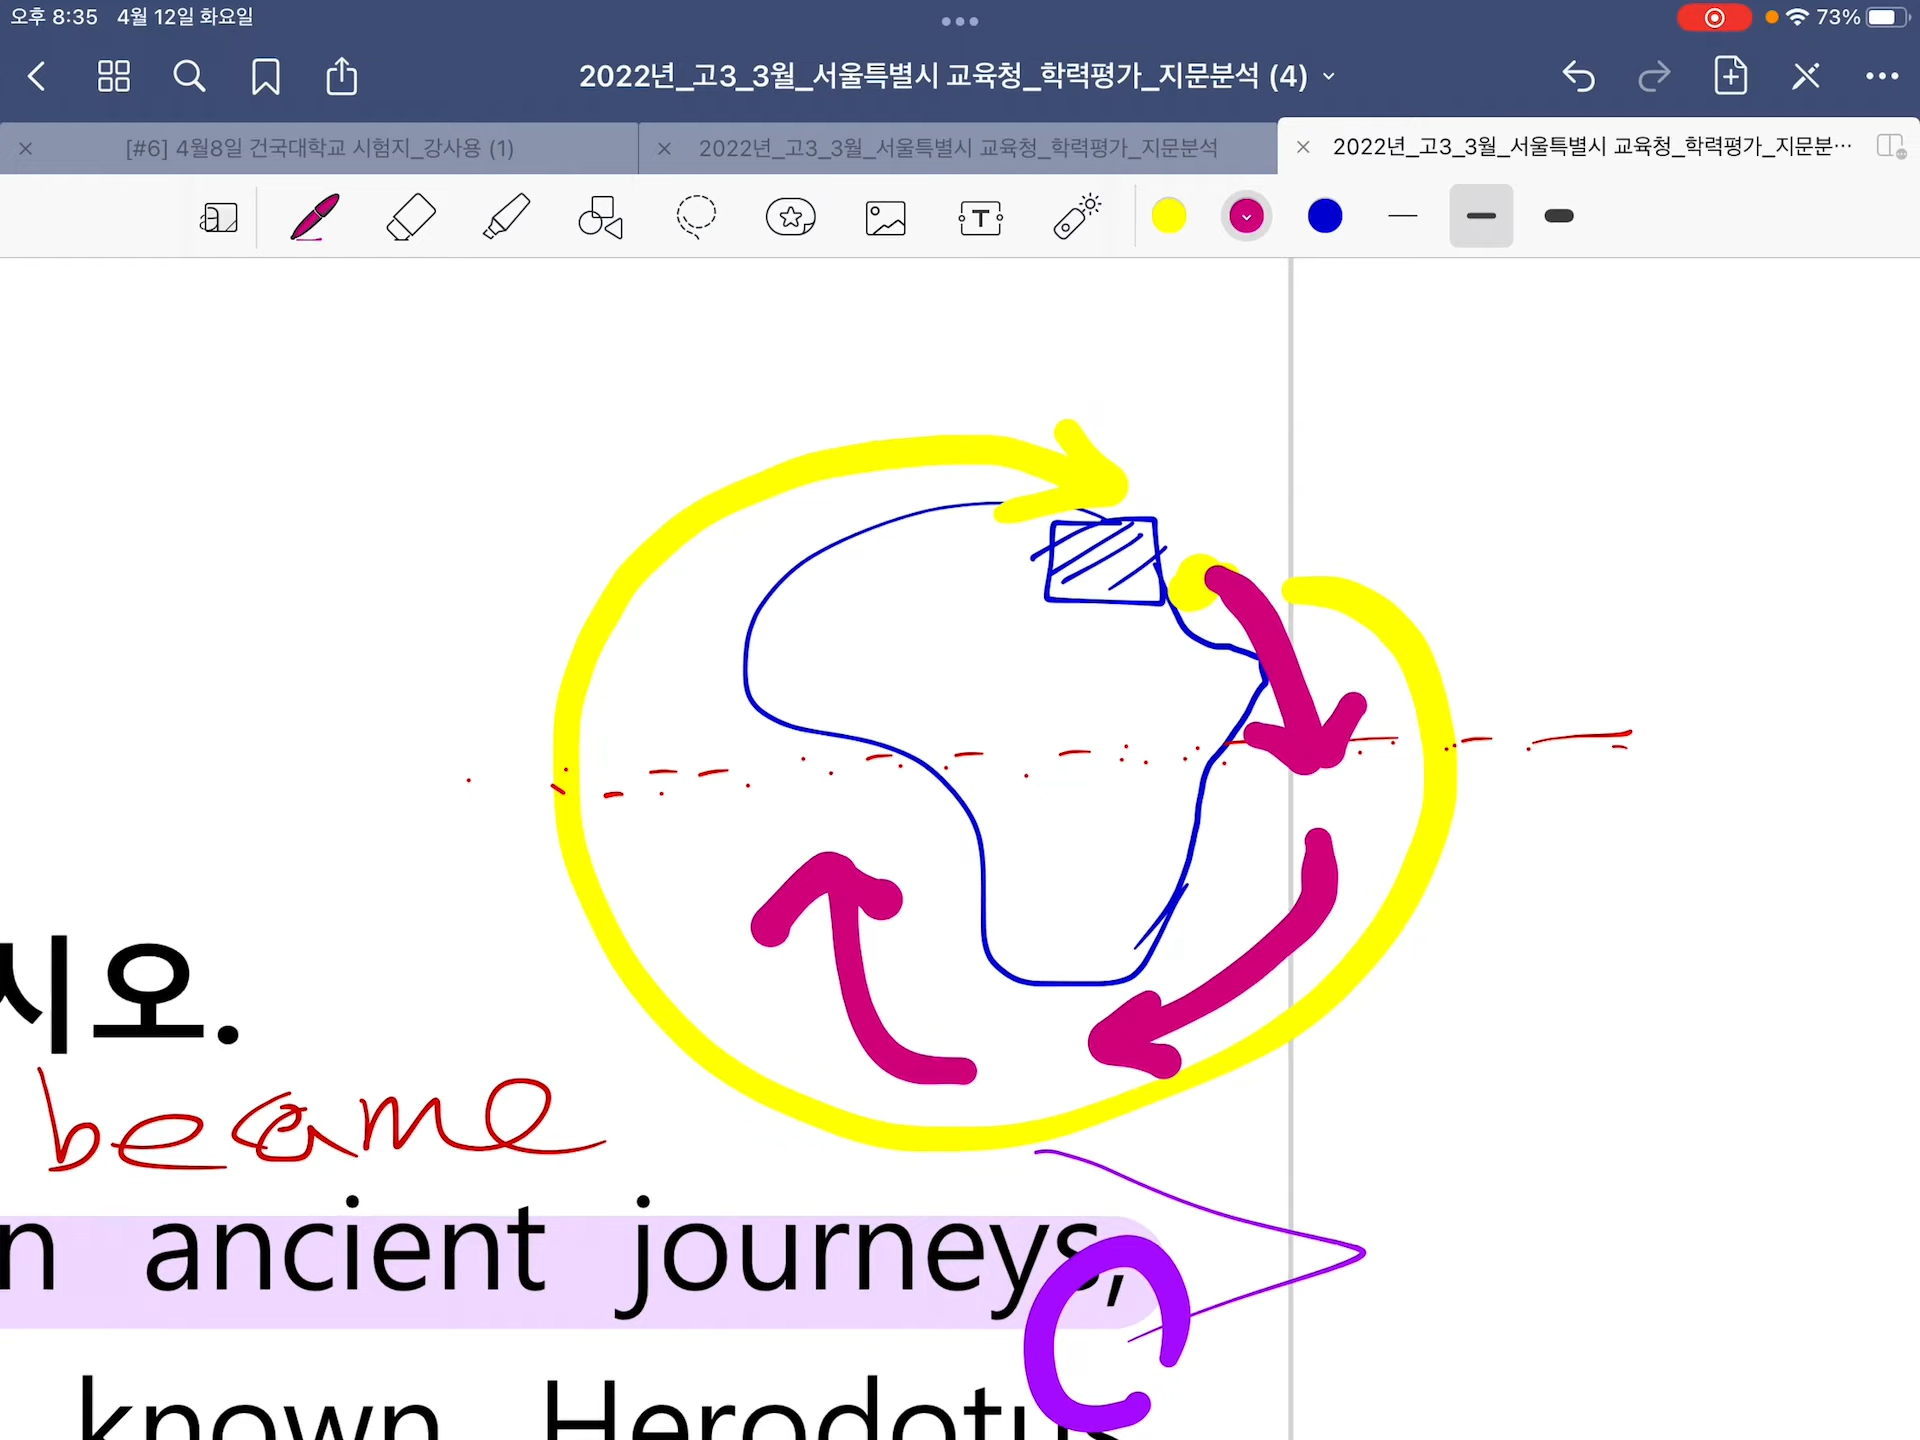 오후 8:35 4월 12일 화요일
73%
2022년_고3_3월_서울특별시 교육청_학력평가_지문분석 (4)
[#6] 4월8일 건국대학교 시험지_강사용 (1)
2022년_고3_3월_서울특별시 교육청_학력평가_지문분석
2022년_고3_3월_서울특별시 교육청_학력평가_지문분…
시오.
n ancient journeys,
C
known Herodotus